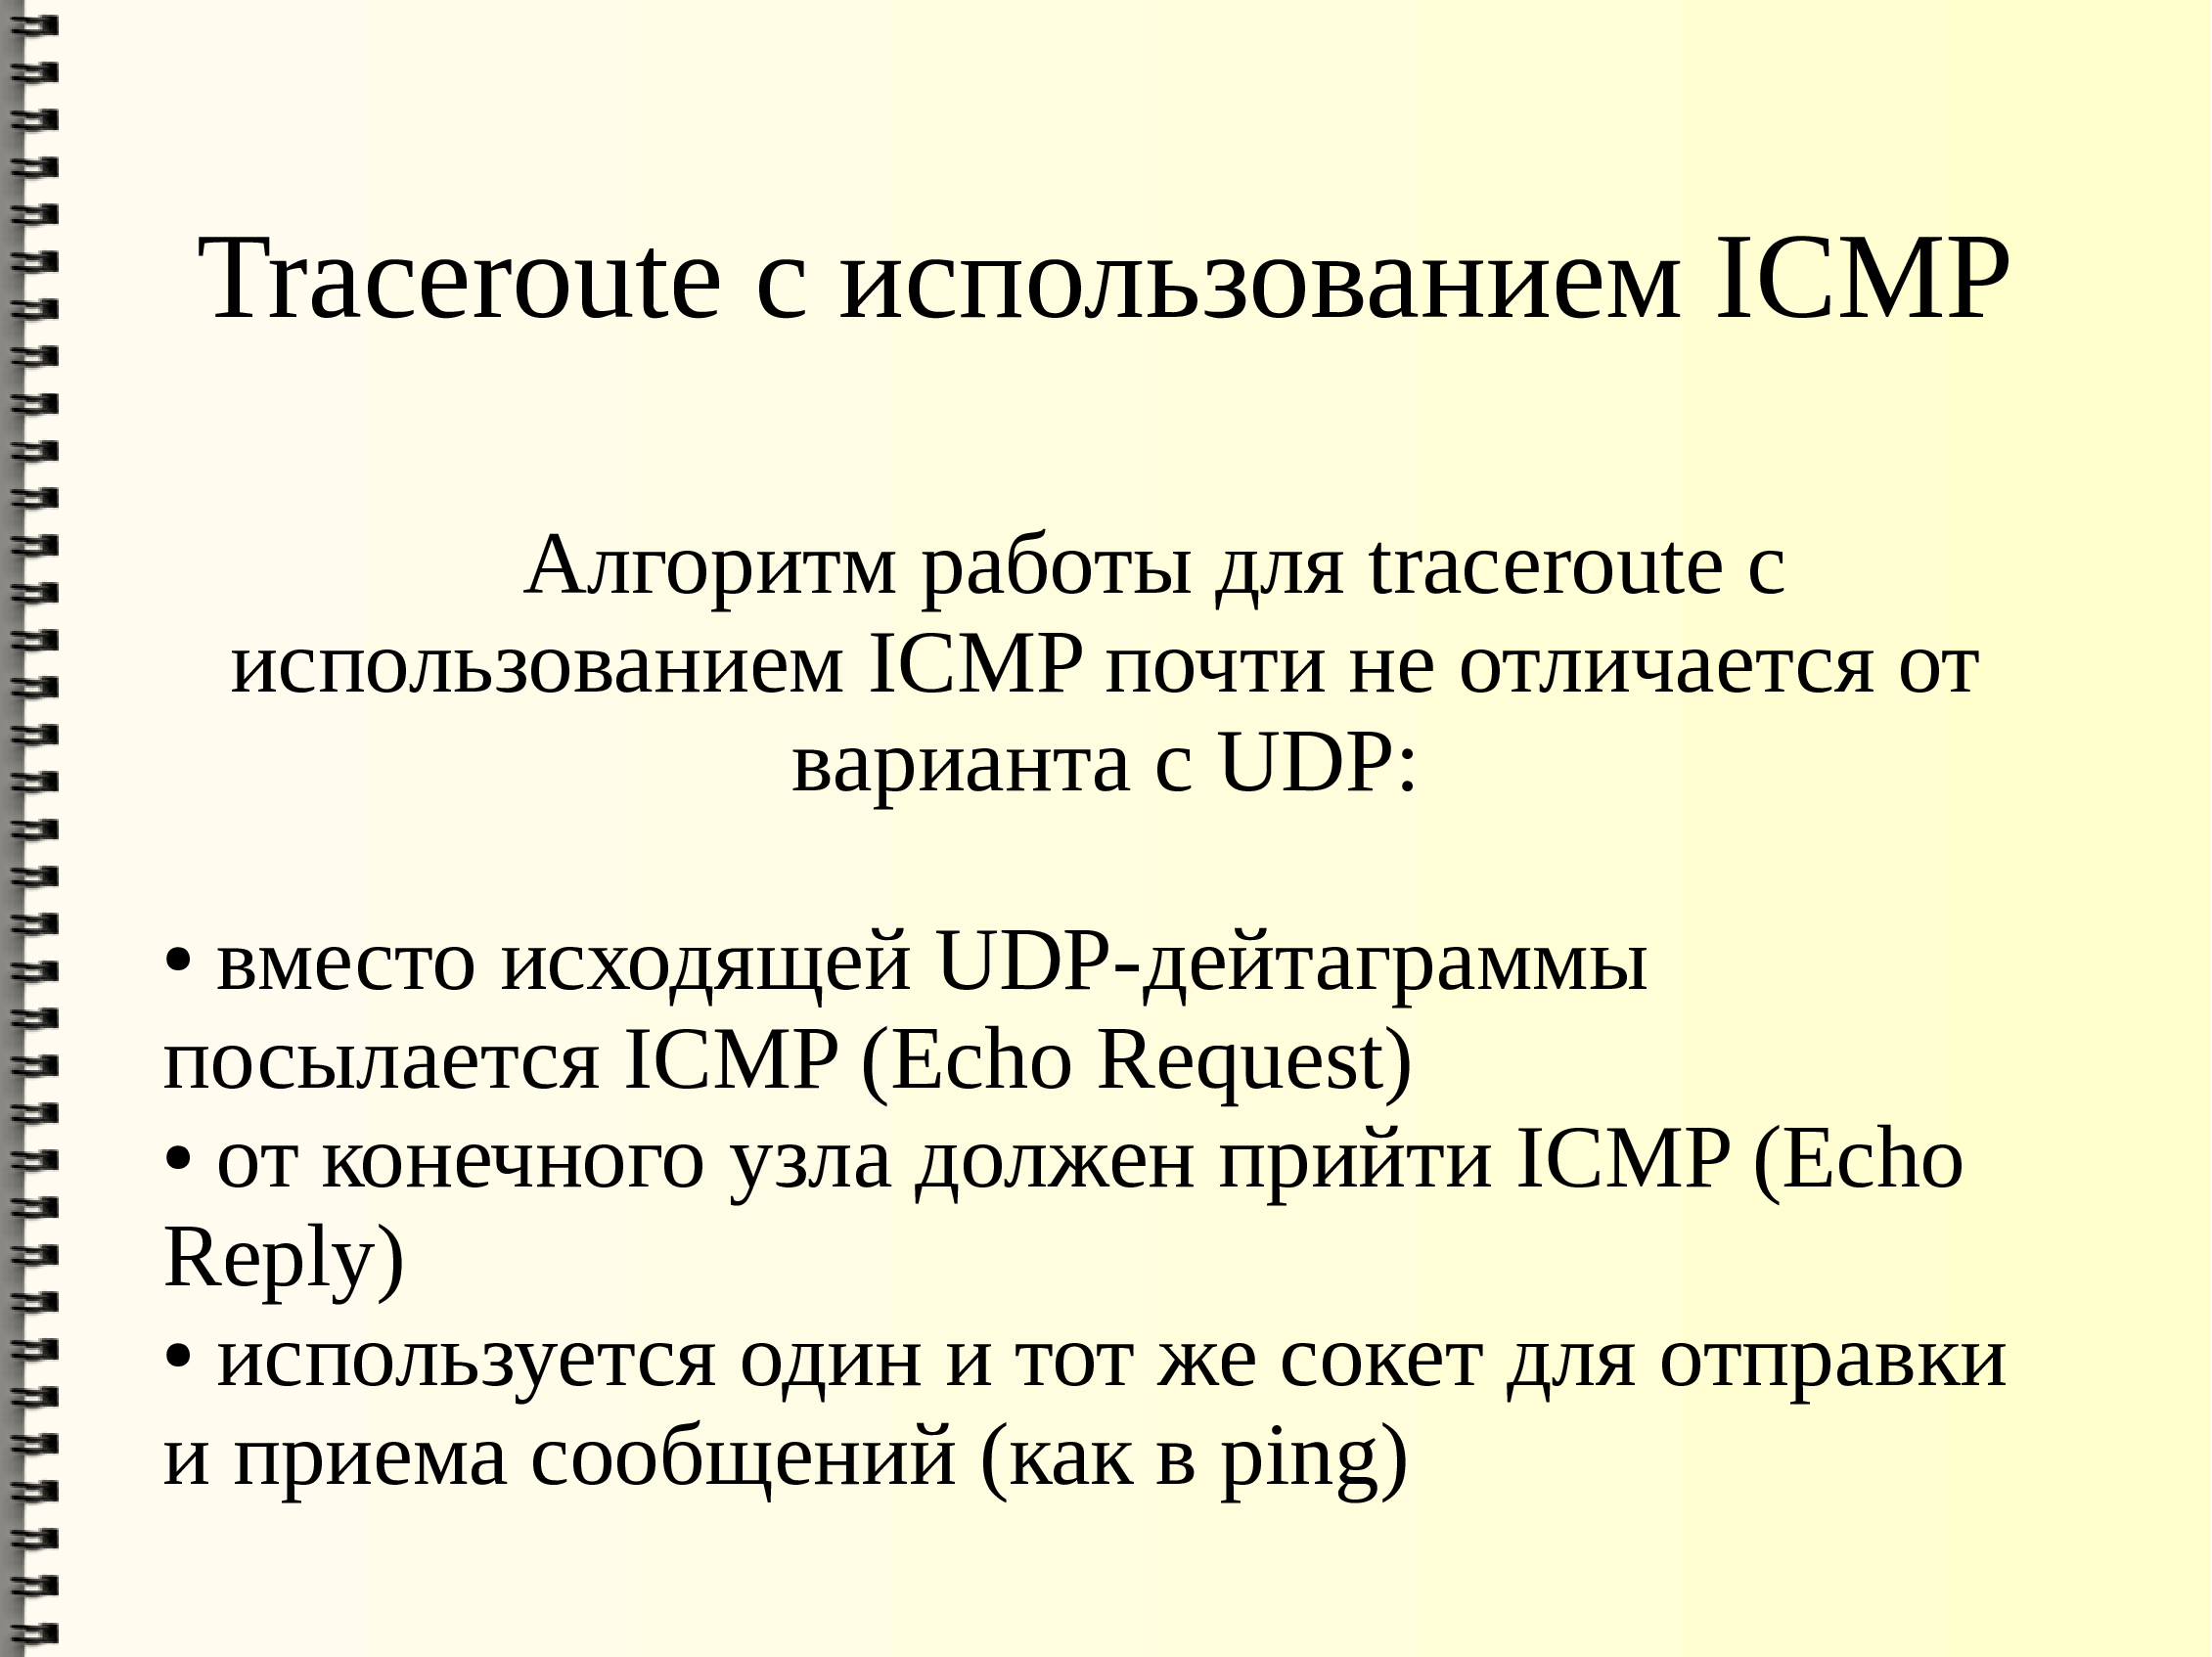 Traceroute с использованием ICMP
Алгоритм работы для traceroute с
использованием ICMP почти не отличается от
варианта с UDP:
• вместо исходящей UDP-дейтаграммы
посылается ICMP (Echo Request)
• от конечного узла должен прийти ICMP (Echo
Reply)
• используется один и тот же сокет для отправки
и приема сообщений (как в ping)